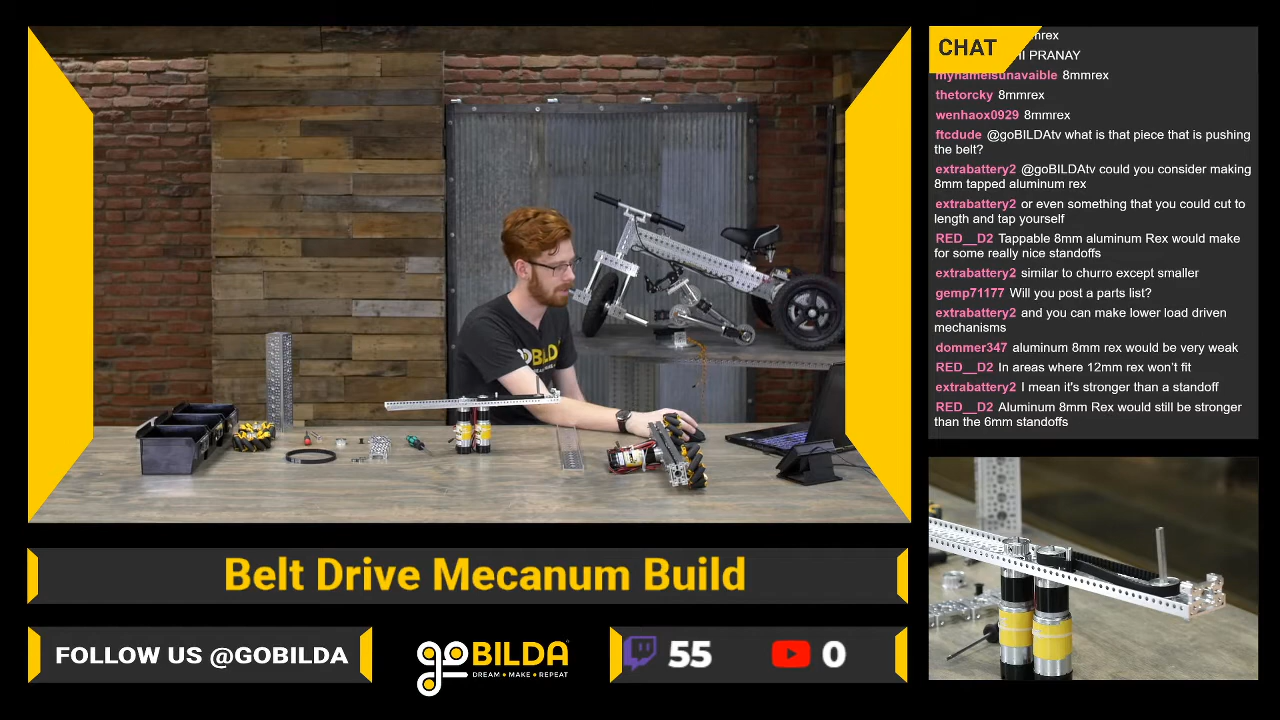 CHAT
mrex
HI PRANAY
mynameisunavaible 8mmrex
thetorcky 8mmrex
wenhaox0929 8mmrex
ftcdude @goBILDAtv what is that piece that is pushing
the belt?
extrabattery2 @goBILDAtv could you consider making
8mm tapped aluminum rex
extrabattery2 or even something that you could cut to
length and tap yourself
RED__D2 Tappable 8mm aluminum Rex would make
for some really nice standoffs
extrabattery2 similar to churro except smaller
gemp71177 Will you post a parts list?
extrabattery2 and you can make lower load driven
mechanisms
dommer347 aluminum 8mm rex would be very weak
RED__D2 In areas where 12mm rex won't fit
extrabattery2 I mean it's stronger than a standoff
RED__D2 Aluminum 8mm Rex would still be stronger
than the 6mm standoffs
Belt Drive Mecanum Build
FOLLOW US @GOBILDA
goBILDA
DREAM • MAKE • REPEAT
55
0